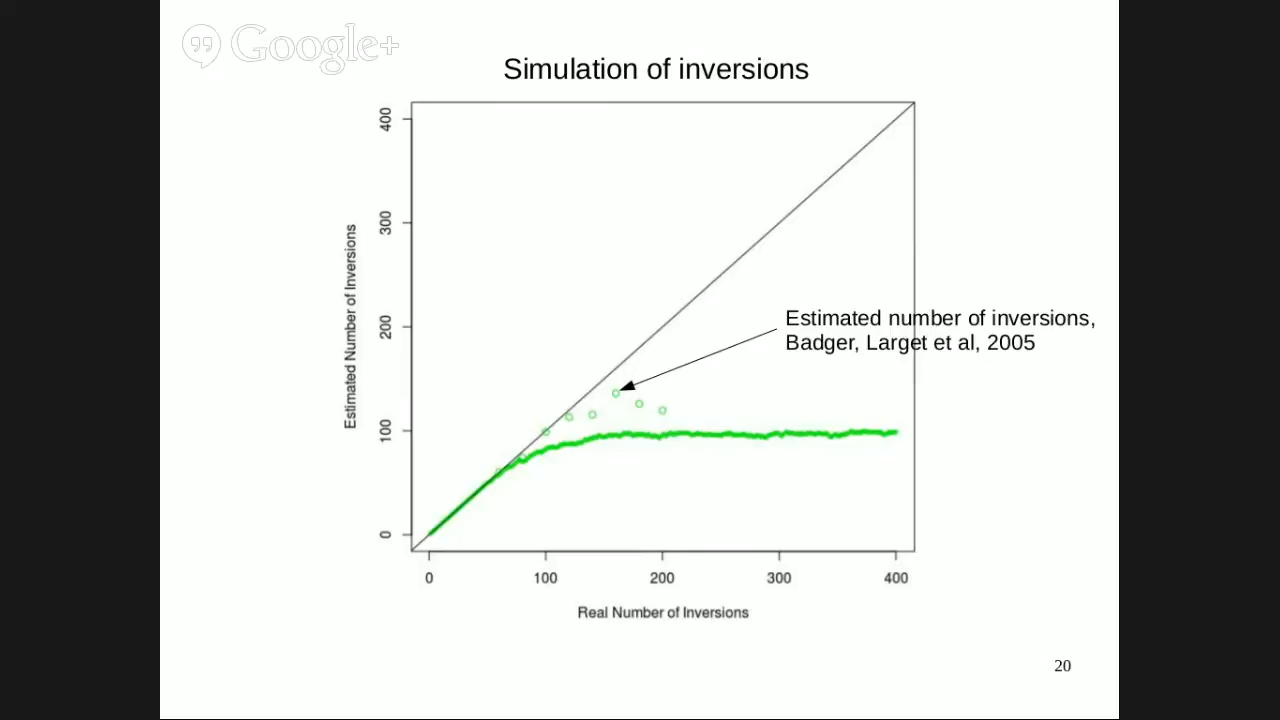 Google+
Simulation of inversions
400
300
200
100
0
Estimated Number of Inversions
Estimated number of inversions,
Badger, Larget et al, 2005
0 100 200 300 400
Real Number of Inversions
20